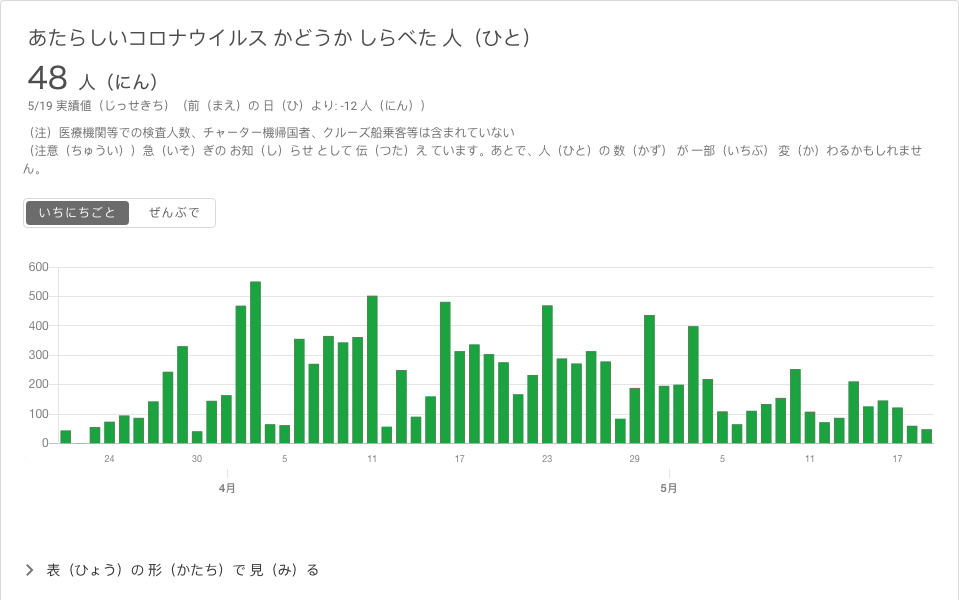 あたらしいコロナウイルス かどうか しらべた 人（ひと）
48 人（にん）
5/19 実績値（じっせきち）（前（まえ）の 日（ひ）より: -12 人（にん））
（注）医療機関等での検査人数、チャーター機帰国者、クルーズ船乗客等は含まれていない
（注意（ちゅうい））急（いそ）ぎの お知（し）らせ として 伝（つた）え ています。あとで、人（ひと）の 数（かず） が 一部（いちぶ） 変（か）わるかもしれませ
ん。
いちにちごと ぜんぶで
600
500
400
300
200
100
0
24 30 5 11 17 23 29 5 11 17
4月 5月
表（ひょう）の 形（かたち）で 見（み）る